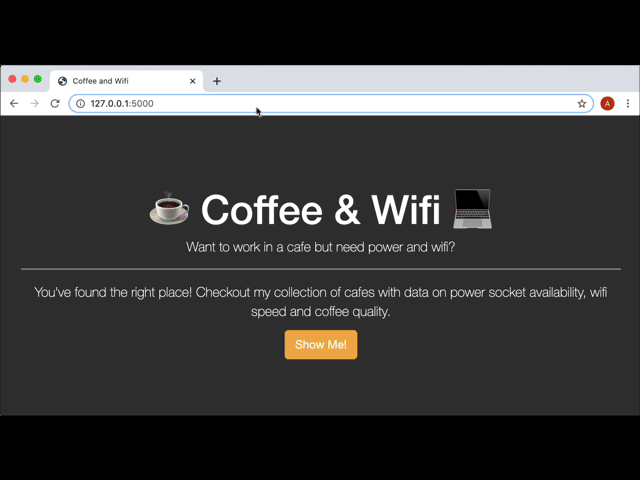 Coffee and Wifi
127.0.0.1:5000
A
☕ Coffee & Wifi 💻
Want to work in a cafe but need power and wifi?
You've found the right place! Checkout my collection of cafes with data on power socket availability, wifi
speed and coffee quality.
Show Me!